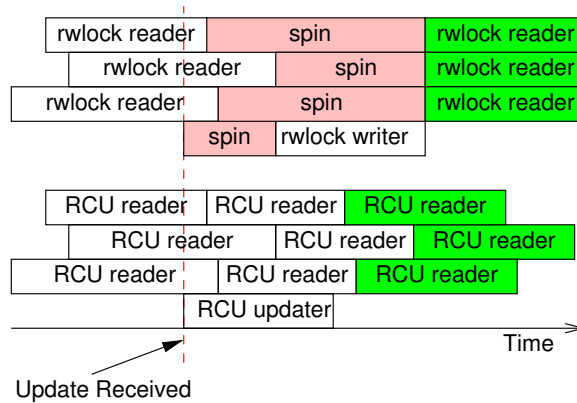 rwlock reader spin rwlock reader
rwlock reader spin rwlock reader
rwlock reader spin rwlock reader
spin rwlock writer
RCU reader RCU reader RCU reader
RCU reader RCU reader RCU reader
RCU reader RCU reader RCU reader
RCU updater
Time
Update Received